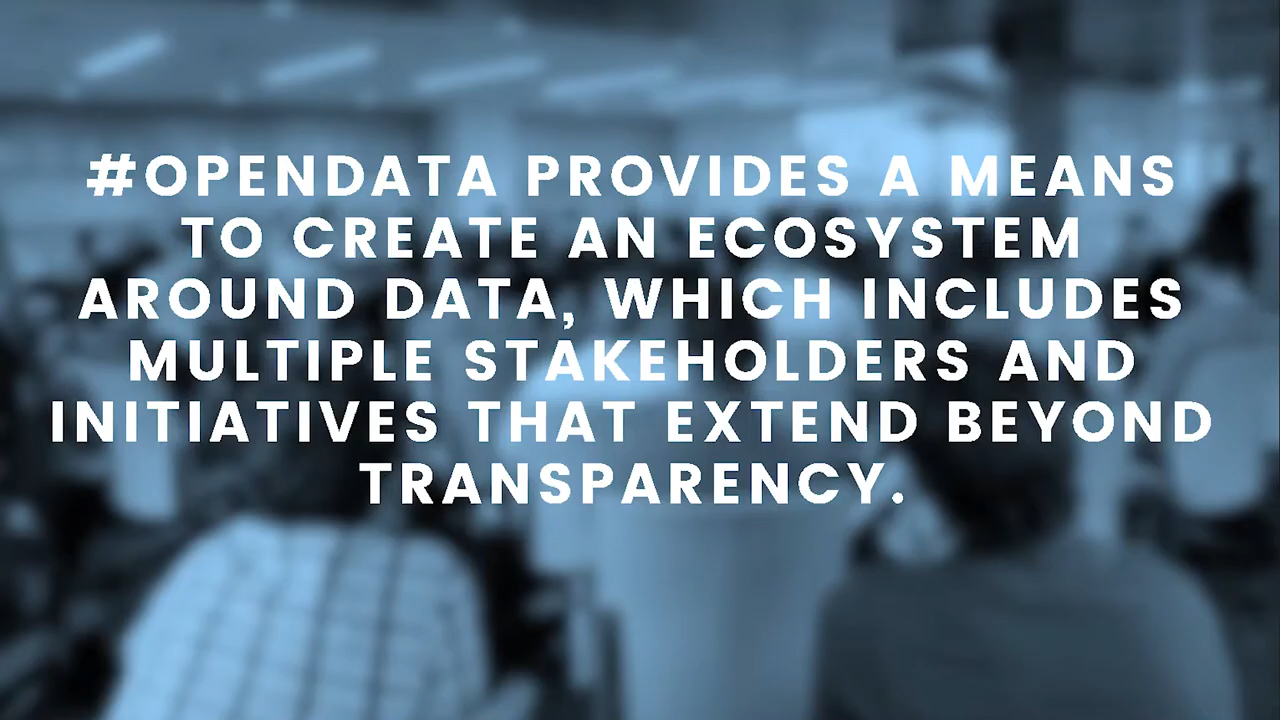 #OPENDATA PROVIDES A MEANS
TO CREATE AN ECOSYSTEM
AROUND DATA, WHICH INCLUDES
MULTIPLE STAKEHOLDERS AND
INITIATIVES THAT EXTEND BEYOND
TRANSPARENCY.